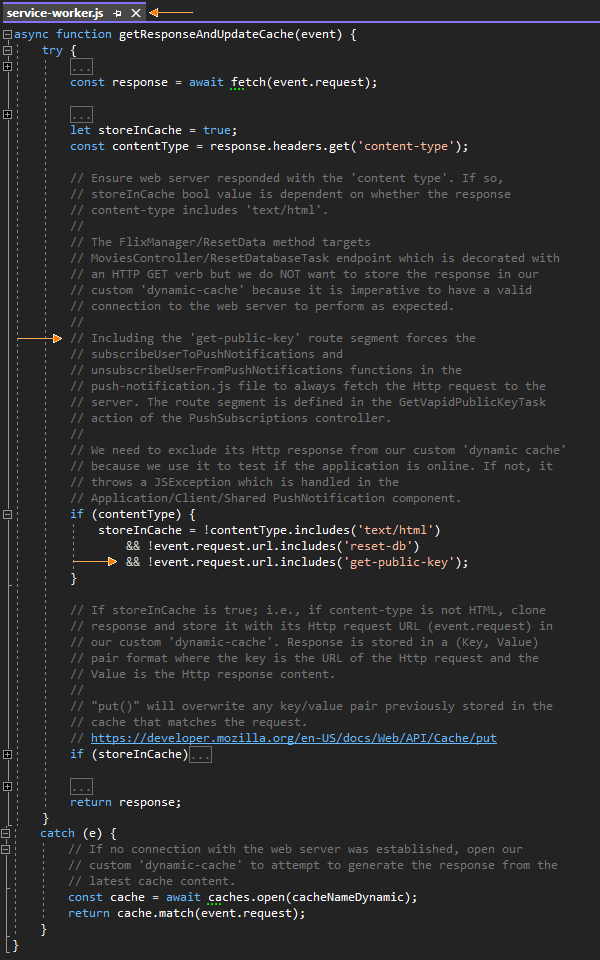 service-worker.js
async function getResponseAndUpdateCache(event) {
try {
...
const response = await fetch(event.request);
...
let storeInCache = true;
const contentType = response.headers.get('content-type');
// Ensure web server responded with the 'content type'. If so,
// storeInCache bool value is dependent on whether the response
// content-type includes 'text/html'.
//
// The FlixManager/ResetData method targets
// MoviesController/ResetDatabaseTask endpoint which is decorated with
// an HTTP GET verb but we do NOT want to store the response in our
// custom 'dynamic-cache' because it is imperative to have a valid
// connection to the web server to perform as expected.
//
// Including the 'get-public-key' route segment forces the
// subscribeUserToPushNotifications and
// unsubscribeUserFromPushNotifications functions in the
// push-notification.js file to always fetch the Http request to the
// server. The route segment is defined in the GetVapidPublicKeyTask
// action of the PushSubscriptions controller.
//
// We need to exclude its Http response from our custom 'dynamic cache'
// because we use it to test if the application is online. If not, it
// throws a JSException which is handled in the
// Application/Client/Shared PushNotification component.
if (contentType) {
storeInCache = !contentType.includes('text/html')
&& !event.request.url.includes('reset-db')
&& !event.request.url.includes('get-public-key');
}
// If storeInCache is true; i.e., if content-type is not HTML, clone
// response and store it with its Http request URL (event.request) in
// our custom 'dynamic-cache'. Response is stored in a (Key, Value)
// pair format where the key is the URL of the Http request and the
// Value is the Http response content.
//
// "put()" will overwrite any key/value pair previously stored in the
// cache that matches the request.
// https://developer.mozilla.org/en-US/docs/Web/API/Cache/put
if (storeInCache)...
...
return response;
}
catch (e) {
// If no connection with the web server was established, open our
// custom 'dynamic-cache' to attempt to generate the response from the
// latest cache content.
const cache = await caches.open(cacheNameDynamic);
return cache.match(event.request);
}
}